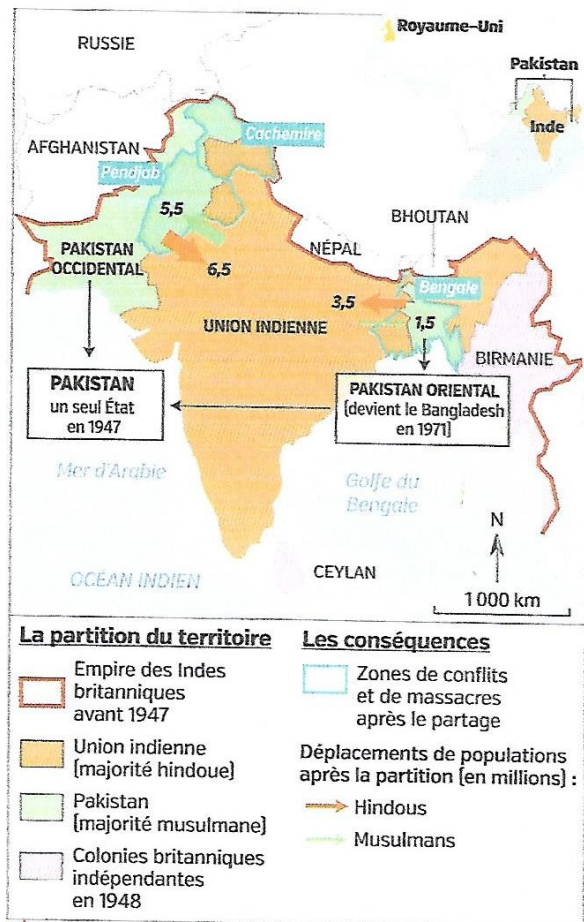 RUSSIE
Royaume-Uni
Pakistan
Inde
AFGHANISTAN
Cachemire
Pendjab
5,5
6,5
PAKISTAN
OCCIDENTAL
NÉPAL
BHOUTAN
3,5
Bengale
1,5
UNION INDIENNE
BIRMANIE
PAKISTAN
un seul État
en 1947
PAKISTAN ORIENTAL
[devient le Bangladesh
en 1971]
Mer d'Arabie
Golfe du
Bengale
N
OCÉAN INDIEN
CEYLAN
1 000 km
La partition du territoire
Empire des Indes
britanniques
avant 1947
Union indienne
[majorité hindoue]
Pakistan
[majorité musulmane]
Colonies britanniques
indépendantes
en 1948
Les conséquences
Zones de conflits
et de massacres
après le partage
Déplacements de populations
après la partition [en millions] :
Hindous
Musulmans